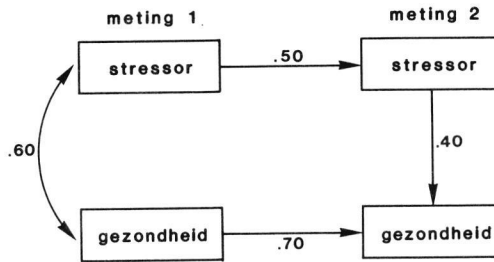 meting 1 meting 2
stressor .50 stressor
.60 .40
gezondheid .70 gezondheid